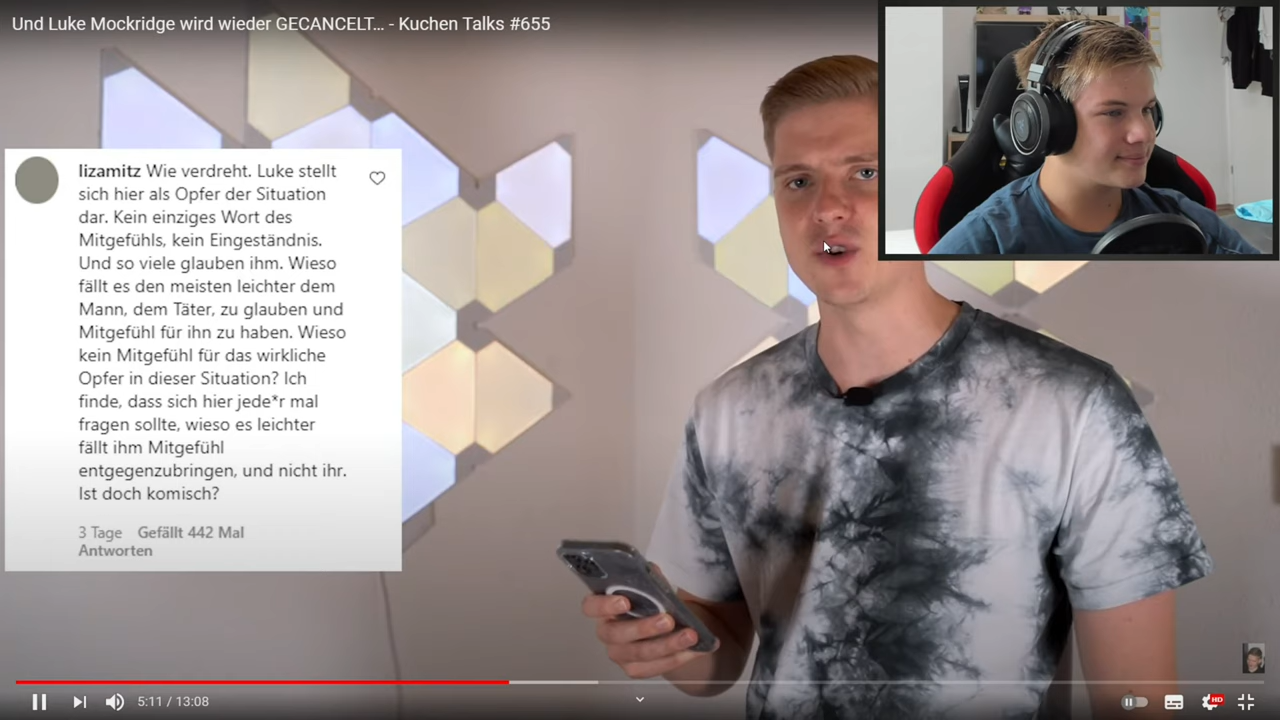 Und Luke Mockridge wird wieder GECANCELT... - Kuchen Talks #655
lizamitz Wie verdreht. Luke stellt
sich hier als Opfer der Situation
dar. Kein einziges Wort des
Mitgefühls, kein Eingeständnis.
Und so viele glauben ihm. Wieso
fällt es den meisten leichter dem
Mann, dem Täter, zu glauben und
Mitgefühl für ihn zu haben. Wieso
kein Mitgefühl für das wirkliche
Opfer in dieser Situation? Ich
finde, dass sich hier jede*r mal
fragen sollte, wieso es leichter
fällt ihm Mitgefühl
entgegenzubringen, und nicht ihr.
Ist doch komisch?
3 Tage Gefällt 442 Mal
Antworten
5:11 / 13:08
HD